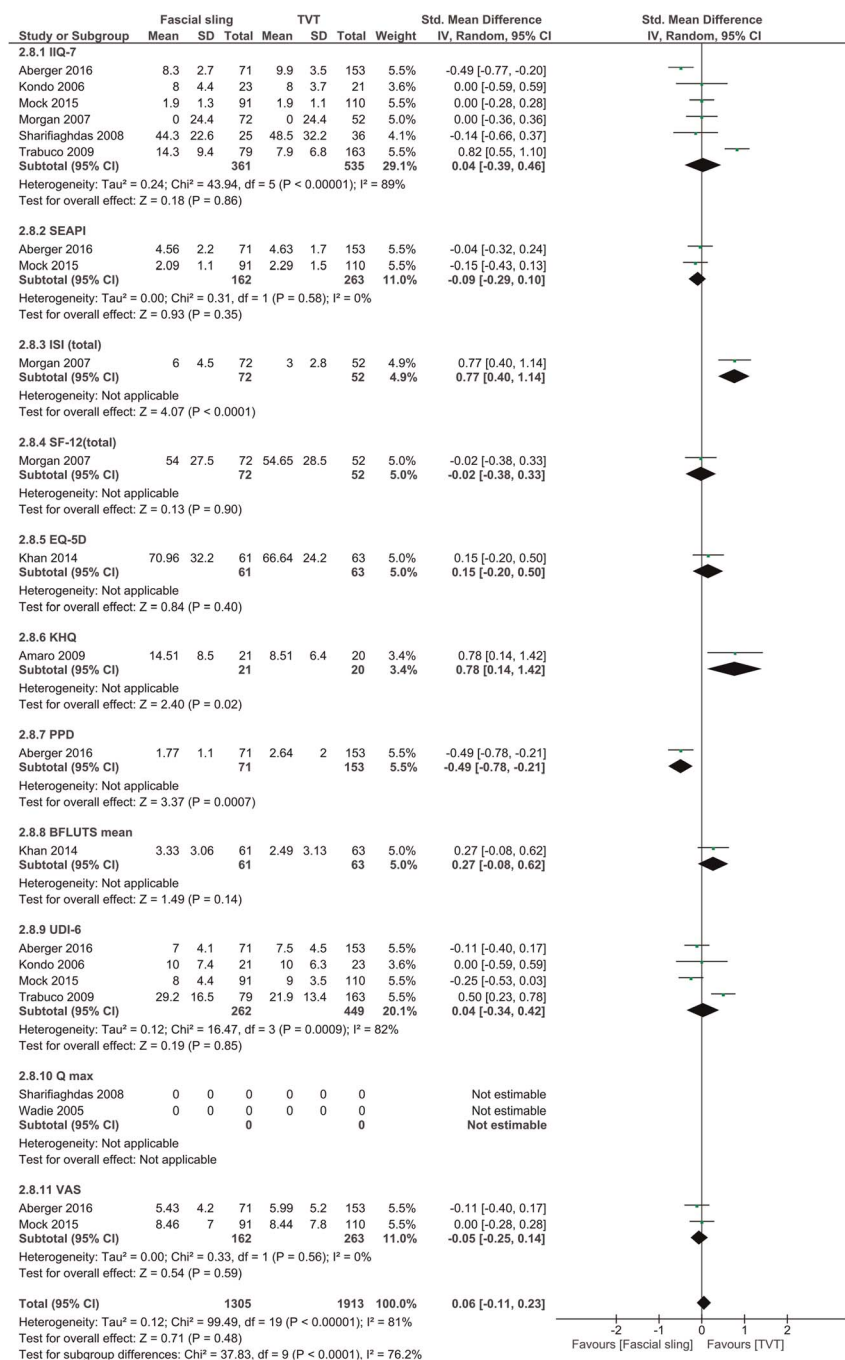 Fascial sling TVT Std. Mean Difference Std. Mean Difference
Study or Subgroup Mean SD Total Mean SD Total Weight IV, Random, 95% CI IV, Random, 95% CI
2.8.1 IIQ-7
Aberger 2016 8.3 2.7 71 9.9 3.5 153 5.5% -0.49 [-0.77, -0.20]
Kondo 2006 8 4.4 23 8 3.7 21 3.6% 0.00 [-0.59, 0.59]
Mock 2015 1.9 1.3 91 1.9 1.1 110 5.5% 0.00 [-0.28, 0.28]
Morgan 2007 0 24.4 72 0 24.4 52 5.0% 0.00 [-0.36, 0.36]
Sharifiaghdas 2008 44.3 22.6 25 48.5 32.2 36 4.1% -0.14 [-0.66, 0.37]
Trabuco 2009 14.3 9.4 79 7.9 6.8 163 5.5% 0.82 [0.55, 1.10]
Subtotal (95% CI) 361 535 29.1% 0.04 [-0.39, 0.46]
Heterogeneity: Tau² = 0.24; Chi² = 43.94, df = 5 (P < 0.00001); I² = 89%
Test for overall effect: Z = 0.18 (P = 0.86)
2.8.2 SEAPI
Aberger 2016 4.56 2.2 71 4.63 1.7 153 5.5% -0.04 [-0.32, 0.24]
Mock 2015 2.09 1.1 91 2.29 1.5 110 5.5% -0.15 [-0.43, 0.13]
Subtotal (95% CI) 162 263 11.0% -0.09 [-0.29, 0.10]
Heterogeneity: Tau² = 0.00; Chi² = 0.31, df = 1 (P = 0.58); I² = 0%
Test for overall effect: Z = 0.93 (P = 0.35)
2.8.3 ISI (total)
Morgan 2007 6 4.5 72 3 2.8 52 4.9% 0.77 [0.40, 1.14]
Subtotal (95% CI) 72 52 4.9% 0.77 [0.40, 1.14]
Heterogeneity: Not applicable
Test for overall effect: Z = 4.07 (P < 0.0001)
2.8.4 SF-12(total)
Morgan 2007 54 27.5 72 54.65 28.5 52 5.0% -0.02 [-0.38, 0.33]
Subtotal (95% CI) 72 52 5.0% -0.02 [-0.38, 0.33]
Heterogeneity: Not applicable
Test for overall effect: Z = 0.13 (P = 0.90)
2.8.5 EQ-5D
Khan 2014 70.96 32.2 61 66.64 24.2 63 5.0% 0.15 [-0.20, 0.50]
Subtotal (95% CI) 61 63 5.0% 0.15 [-0.20, 0.50]
Heterogeneity: Not applicable
Test for overall effect: Z = 0.84 (P = 0.40)
2.8.6 KHQ
Amaro 2009 14.51 8.5 21 8.51 6.4 20 3.4% 0.78 [0.14, 1.42]
Subtotal (95% CI) 21 20 3.4% 0.78 [0.14, 1.42]
Heterogeneity: Not applicable
Test for overall effect: Z = 2.40 (P = 0.02)
2.8.7 PPD
Aberger 2016 1.77 1.1 71 2.64 2 153 5.5% -0.49 [-0.78, -0.21]
Subtotal (95% CI) 71 153 5.5% -0.49 [-0.78, -0.21]
Heterogeneity: Not applicable
Test for overall effect: Z = 3.37 (P = 0.0007)
2.8.8 BFLUTS mean
Khan 2014 3.33 3.06 61 2.49 3.13 63 5.0% 0.27 [-0.08, 0.62]
Subtotal (95% CI) 61 63 5.0% 0.27 [-0.08, 0.62]
Heterogeneity: Not applicable
Test for overall effect: Z = 1.49 (P = 0.14)
2.8.9 UDI-6
Aberger 2016 7 4.1 71 7.5 4.5 153 5.5% -0.11 [-0.40, 0.17]
Kondo 2006 10 7.4 21 10 6.3 23 3.6% 0.00 [-0.59, 0.59]
Mock 2015 8 4.4 91 9 3.5 110 5.5% -0.25 [-0.53, 0.03]
Trabuco 2009 29.2 16.5 79 21.9 13.4 163 5.5% 0.50 [0.23, 0.78]
Subtotal (95% CI) 262 449 20.1% 0.04 [-0.34, 0.42]
Heterogeneity: Tau² = 0.12; Chi² = 16.47, df = 3 (P = 0.0009); I² = 82%
Test for overall effect: Z = 0.19 (P = 0.85)
2.8.10 Q max
Sharifiaghdas 2008 0 0 0 0 0 0 Not estimable
Wadie 2005 0 0 0 0 0 0 Not estimable
Subtotal (95% CI) 0 0 Not estimable
Heterogeneity: Not applicable
Test for overall effect: Not applicable
2.8.11 VAS
Aberger 2016 5.43 4.2 71 5.99 5.2 153 5.5% -0.11 [-0.40, 0.17]
Mock 2015 8.46 7 91 8.44 7.8 110 5.5% 0.00 [-0.28, 0.28]
Subtotal (95% CI) 162 263 11.0% -0.05 [-0.25, 0.14]
Heterogeneity: Tau² = 0.00; Chi² = 0.33, df = 1 (P = 0.56); I² = 0%
Test for overall effect: Z = 0.54 (P = 0.59)
Total (95% CI) 1305 1913 100.0% 0.06 [-0.11, 0.23]
Heterogeneity: Tau² = 0.12; Chi² = 99.49, df = 19 (P < 0.00001); I² = 81%
Test for overall effect: Z = 0.71 (P = 0.48)
Test for subgroup differences: Chi² = 37.83, df = 9 (P < 0.0001), I² = 76.2%
-2 -1 0 1 2
Favours [Fascial sling] Favours [TVT]